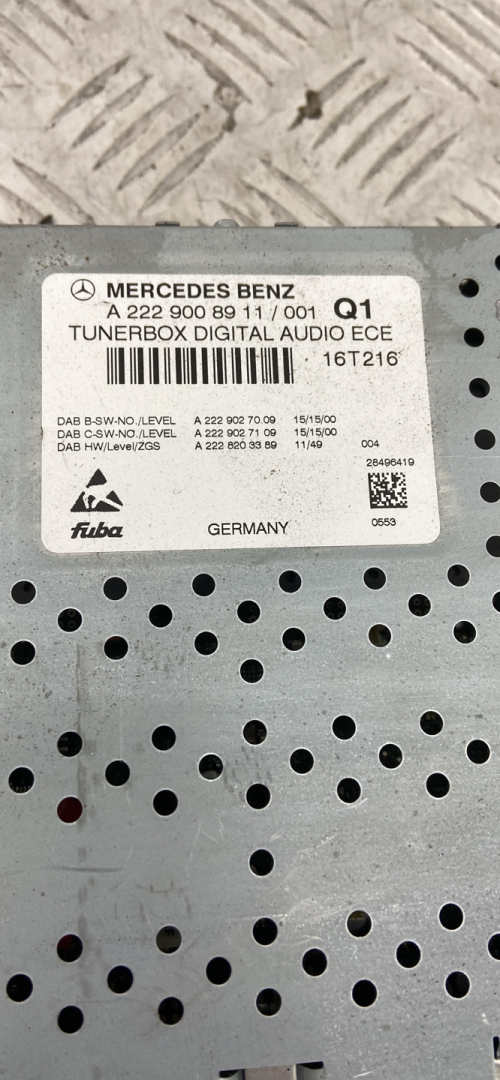 MERCEDES BENZ
A 222 900 89 11 / 001 Q1
TUNERBOX DIGITAL AUDIO ECE
16T216
DAB B-SW-NO./LEVEL A 222 902 70 09 15/15/00
DAB C-SW-NO./LEVEL A 222 902 71 09 15/15/00
DAB HW/Level/ZGS A 222 820 33 89 11/49 004
28496419
fuba GERMANY 0553